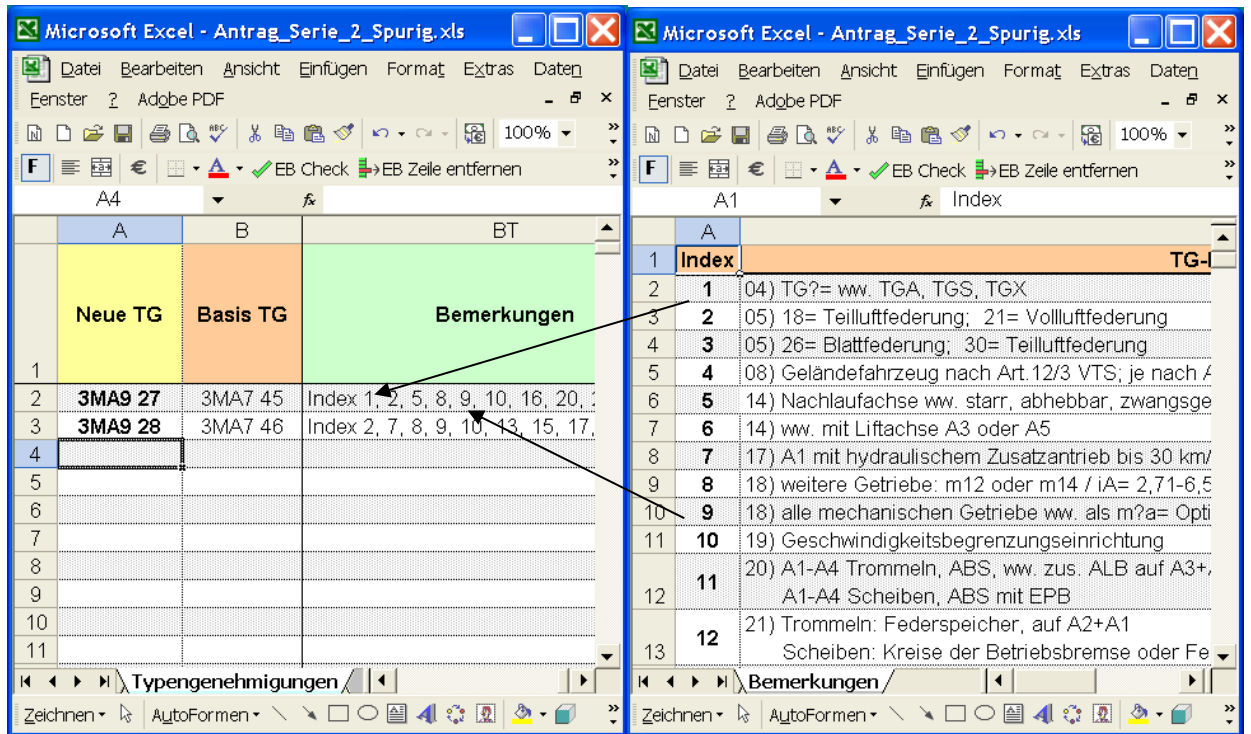 Microsoft Excel - Antrag_Serie_2_Spurig.xls
Datei Bearbeiten Ansicht Einfügen Format Extras Daten
Fenster ? Adobe PDF
100%
F € A EB Check EB Zeile entfernen
A4 fx
A B BT
1 Neue TG Basis TG Bemerkungen
2 3MA9 27 3MA7 45 Index 1, 2, 5, 8, 9, 10, 16, 20,
3 3MA9 28 3MA7 46 Index 2, 7, 8, 9, 10, 13, 15, 17,
4
5
6
7
8
9
10
11
Typengenehmigungen
Zeichnen AutoFormen
Microsoft Excel - Antrag_Serie_2_Spurig.xls
Datei Bearbeiten Ansicht Einfügen Format Extras Daten
Fenster ? Adobe PDF
100%
F € A EB Check EB Zeile entfernen
A1 fx Index
A
1 Index TG-
2 1 04) TG?= ww. TGA, TGS, TGX
3 2 05) 18= Teilluftfederung; 21= Vollluftfederung
4 3 05) 26= Blattfederung; 30= Teilluftfederung
5 4 08) Geländefahrzeug nach Art.12/3 VTS; je nach
6 5 14) Nachlaufachse ww. starr, abhebbar, zwangsge
7 6 14) ww. mit Liftachse A3 oder A5
8 7 17) A1 mit hydraulischem Zusatzantrieb bis 30 km/
9 8 18) weitere Getriebe: m12 oder m14 / iA= 2,71-6,5
10 9 18) alle mechanischen Getriebe ww. als m?a= Opti
11 10 19) Geschwindigkeitsbegrenzungseinrichtung
12 11 20) A1-A4 Trommeln, ABS, ww. zus. ALB auf A3+
A1-A4 Scheiben, ABS mit EPB
13 12 21) Trommeln: Federspeicher, auf A2+A1
Scheiben: Kreise der Betriebsbremse oder Fe
Bemerkungen
Zeichnen AutoFormen